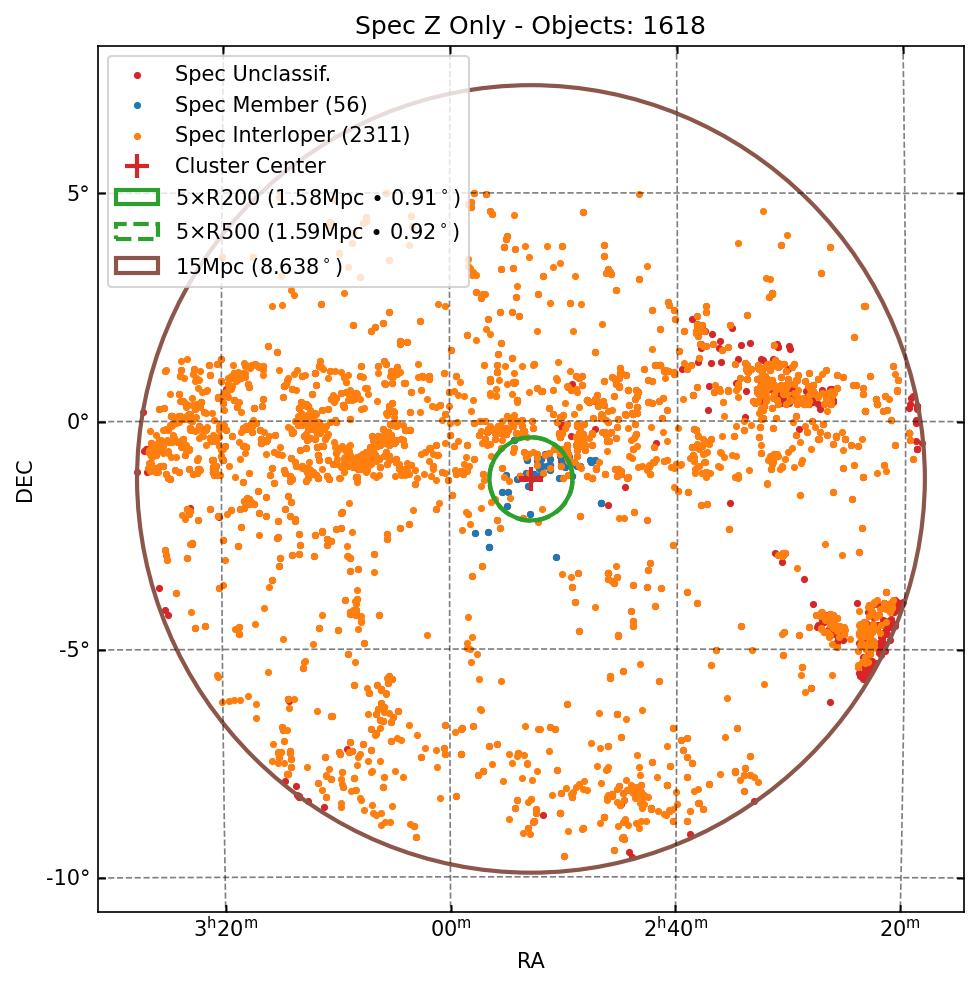 Spec Z Only - Objects: 1618
Spec Unclassif.
Spec Member (56)
Spec Interloper (2311)
Cluster Center
5×R200 (1.58Mpc • 0.91°)
5×R500 (1.59Mpc • 0.92°)
15Mpc (8.638°)
5°
0°
-5°
-10°
DEC
3h20m 00m 2h40m 20m
RA